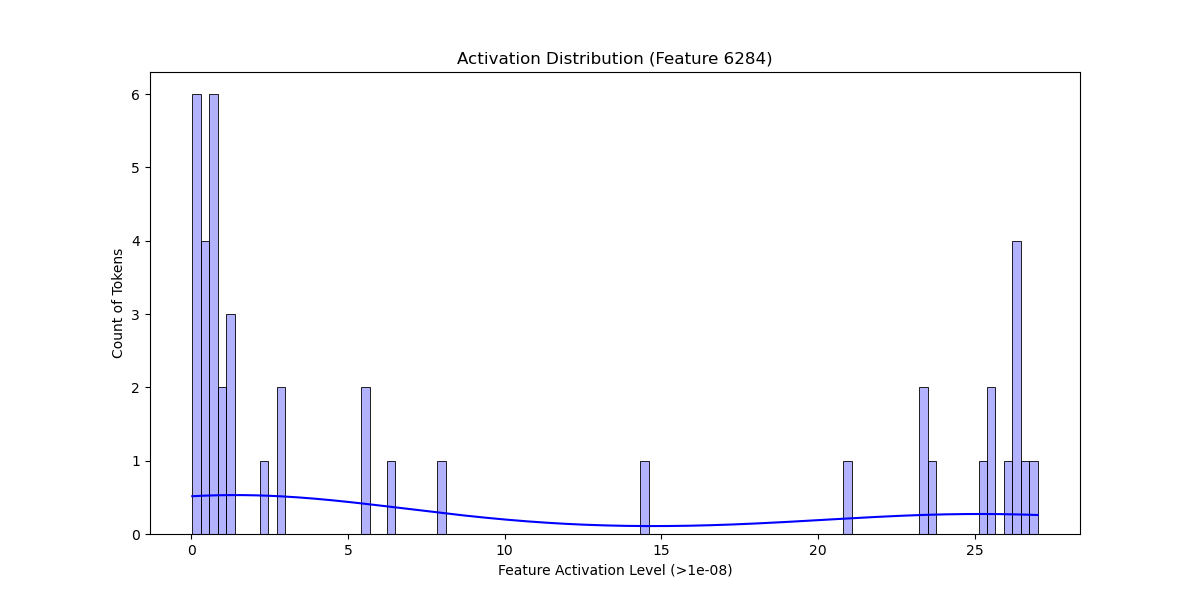 Activation Distribution (Feature 6284)
6
5
4
3
2
1
0
Count of Tokens
0 5 10 15 20 25
Feature Activation Level (>1e-08)